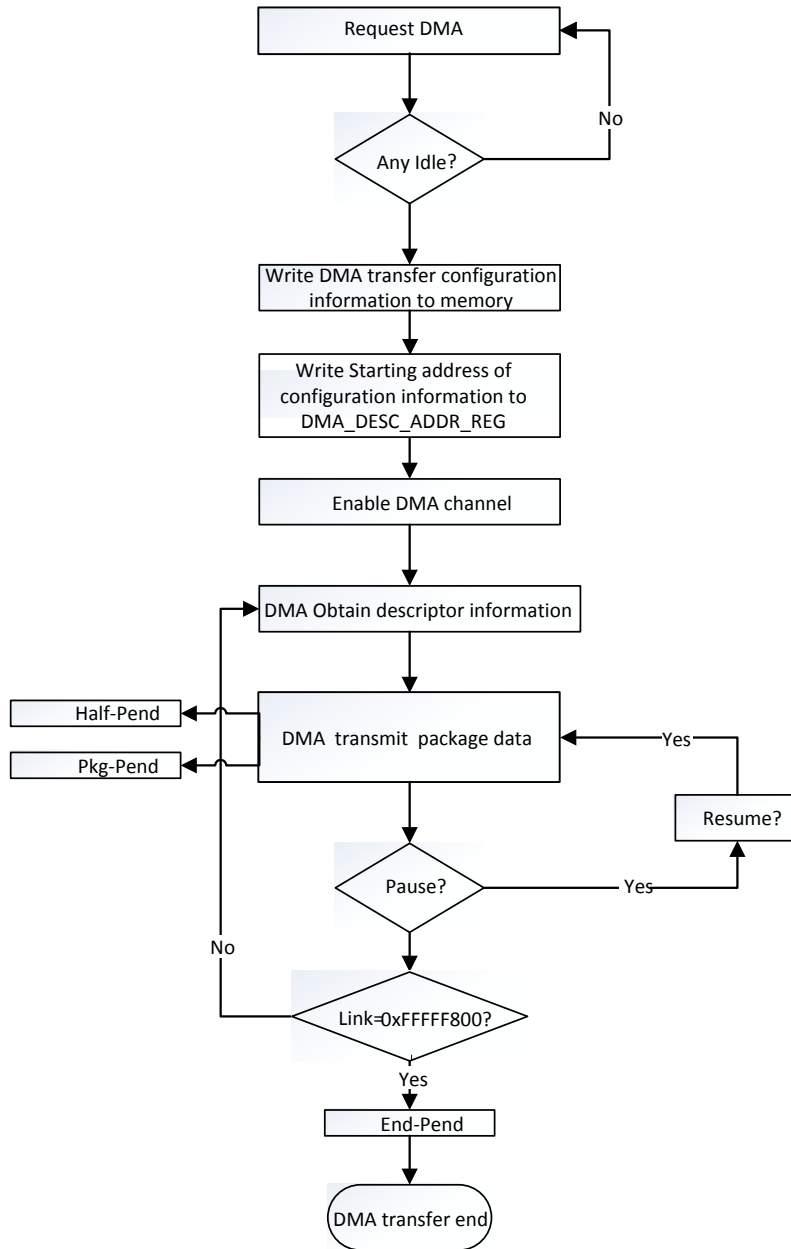 Request DMA
No
Any Idle?
Write DMA transfer configuration
information to memory
Write Starting address of
configuration information to
DMA_DESC_ADDR_REG
Enable DMA channel
DMA Obtain descriptor information
Half-Pend
DMA transmit package data
Yes
Pkg-Pend
Resume?
Pause?
Yes
No
Link=0xFFFFF800?
Yes
End-Pend
DMA transfer end